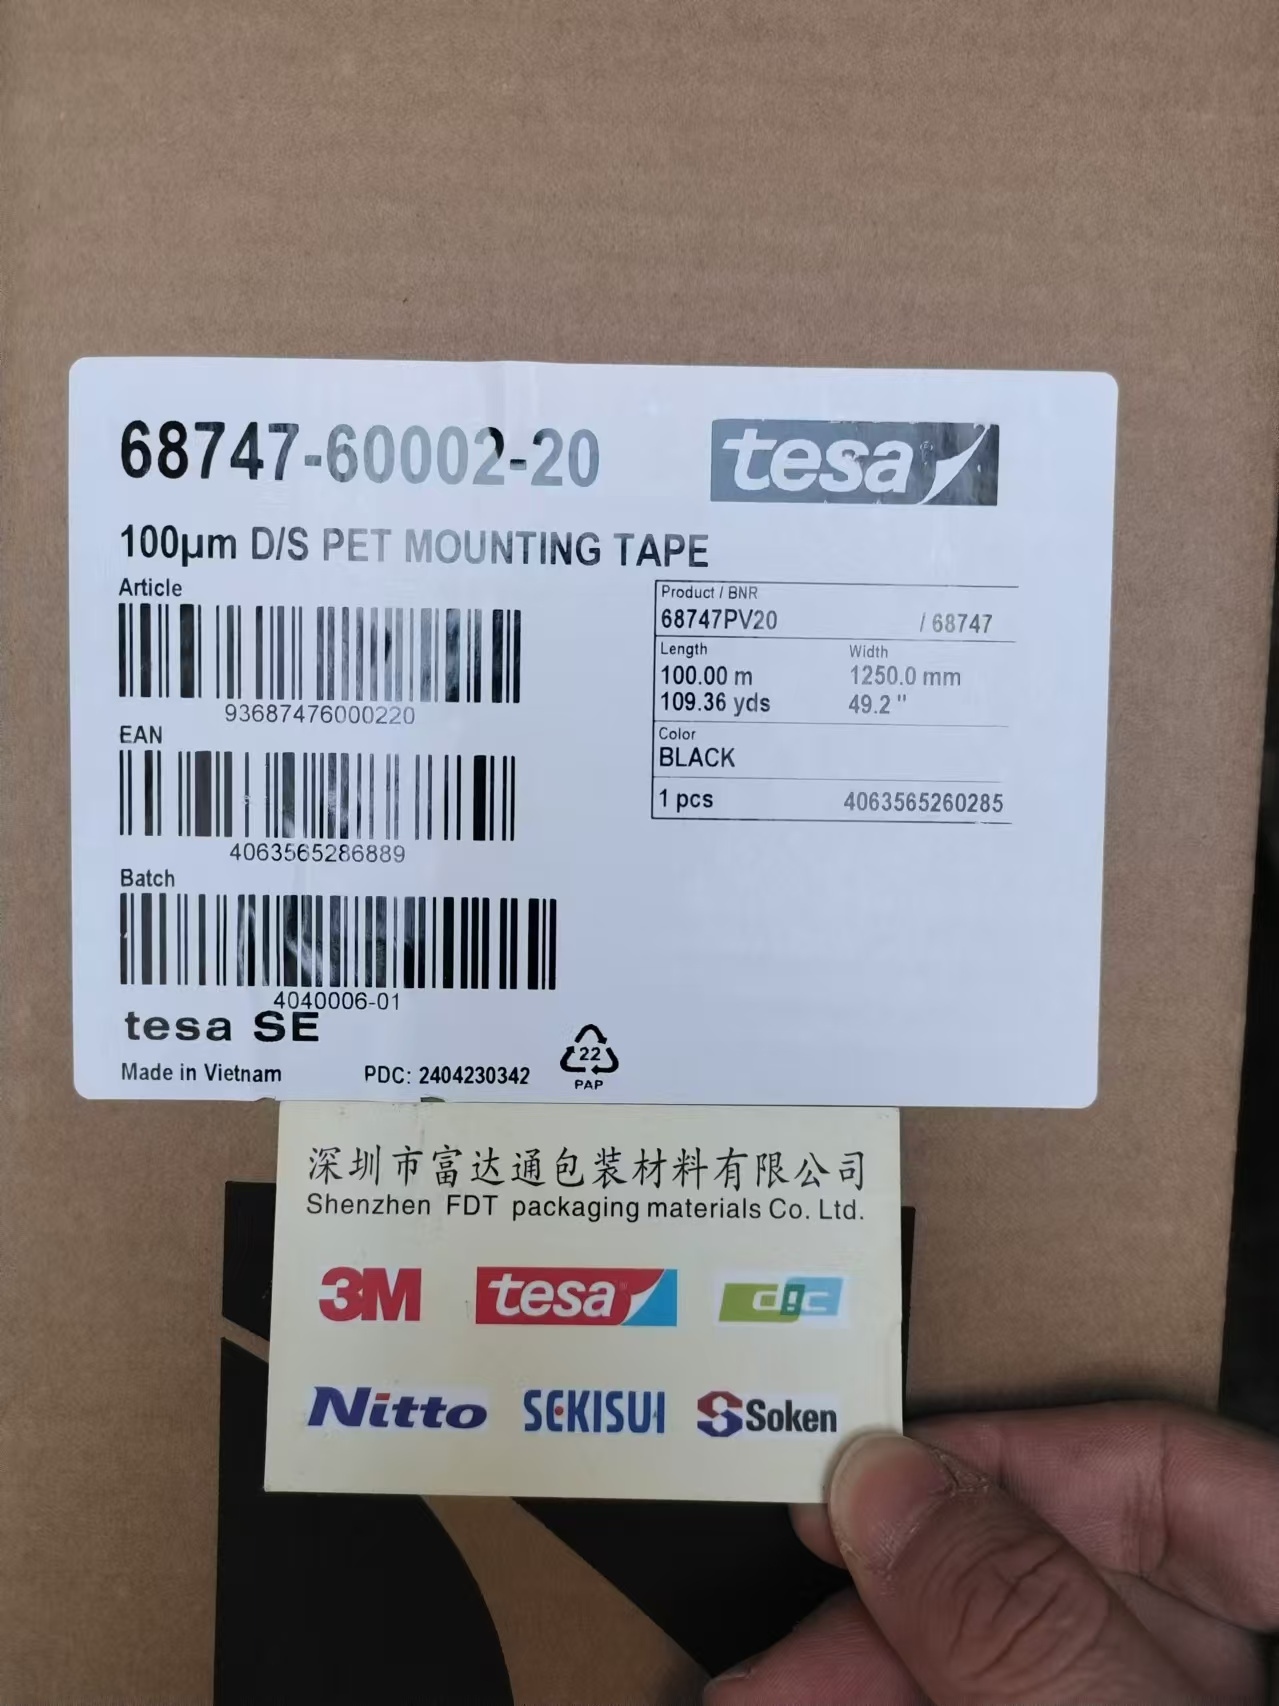 68747-60002-20
tesa
100µm D/S PET MOUNTING TAPE
Article
93687476000220
EAN
4063565286889
Batch
4040006-01
Product / BNR
68747PV20 / 68747
Length Width
100.00 m 1250.0 mm
109.36 yds 49.2 "
Color
BLACK
1 pcs 4063565260285
tesa SE
Made in Vietnam PDC: 2404230342
22
PAP
深圳市富达通包装材料有限公司
Shenzhen FDT packaging materials Co. Ltd.
3M tesa dic
Nitto SEKISUI Soken